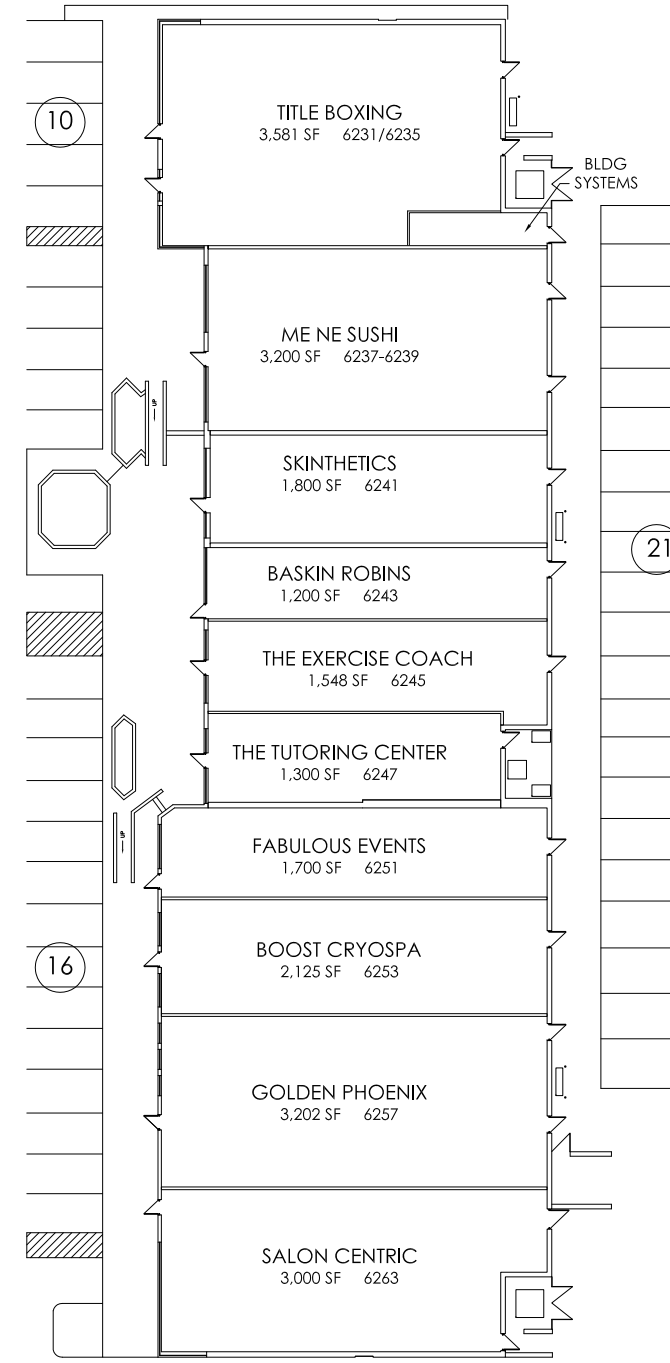 TITLE BOXING
3,581 SF 6231/6235
10
BLDG
SYSTEMS
ME NE SUSHI
3,200 SF 6237-6239
UP
SKINTHETICS
1,800 SF 6241
21
BASKIN ROBINS
1,200 SF 6243
THE EXERCISE COACH
1,548 SF 6245
THE TUTORING CENTER
1,300 SF 6247
UP
FABULOUS EVENTS
1,700 SF 6251
BOOST CRYOSPA
2,125 SF 6253
16
GOLDEN PHOENIX
3,202 SF 6257
SALON CENTRIC
3,000 SF 6263